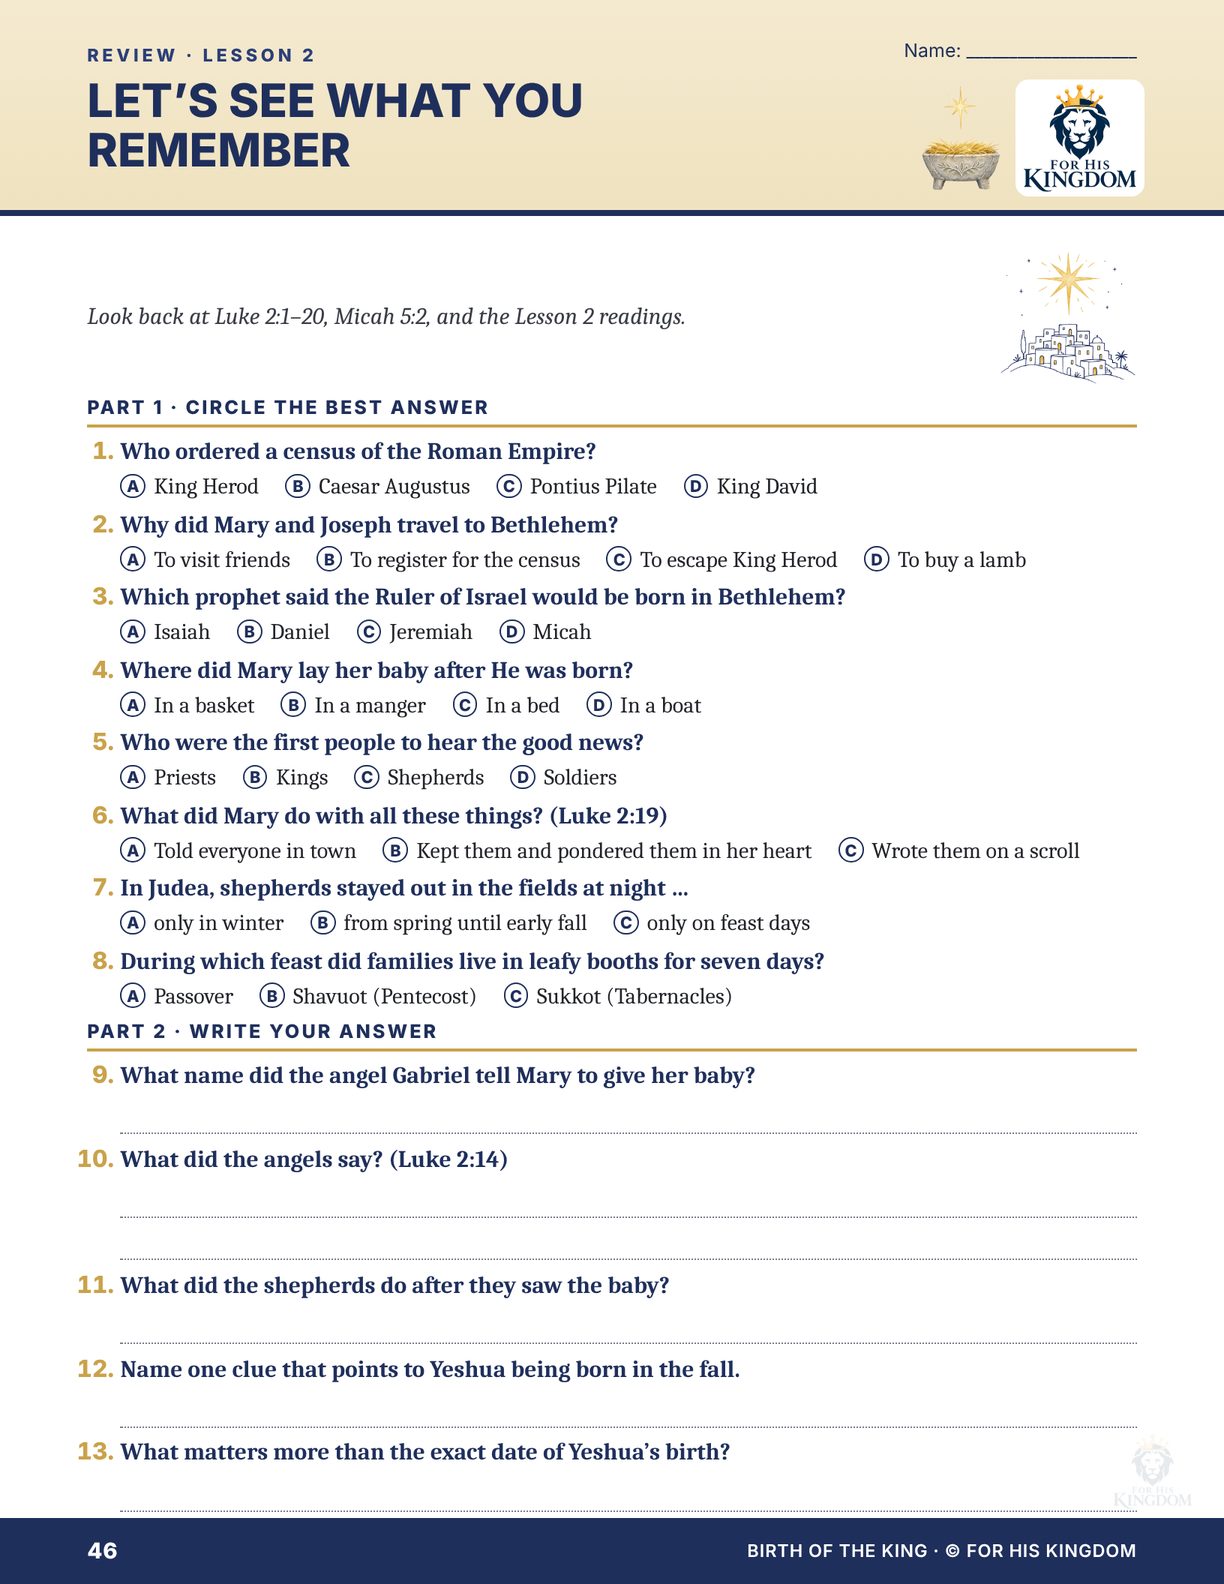 REVIEW · LESSON 2
Name: ___________________
LET’S SEE WHAT YOU
REMEMBER
FOR HIS
KINGDOM
Look back at Luke 2:1–20, Micah 5:2, and the Lesson 2 readings.
PART 1 · CIRCLE THE BEST ANSWER
1. Who ordered a census of the Roman Empire?
A King Herod B Caesar Augustus C Pontius Pilate D King David
2. Why did Mary and Joseph travel to Bethlehem?
A To visit friends B To register for the census C To escape King Herod D To buy a lamb
3. Which prophet said the Ruler of Israel would be born in Bethlehem?
A Isaiah B Daniel C Jeremiah D Micah
4. Where did Mary lay her baby after He was born?
A In a basket B In a manger C In a bed D In a boat
5. Who were the first people to hear the good news?
A Priests B Kings C Shepherds D Soldiers
6. What did Mary do with all these things? (Luke 2:19)
A Told everyone in town B Kept them and pondered them in her heart C Wrote them on a scroll
7. In Judea, shepherds stayed out in the fields at night ...
A only in winter B from spring until early fall C only on feast days
8. During which feast did families live in leafy booths for seven days?
A Passover B Shavuot (Pentecost) C Sukkot (Tabernacles)
PART 2 · WRITE YOUR ANSWER
9. What name did the angel Gabriel tell Mary to give her baby?
10. What did the angels say? (Luke 2:14)
11. What did the shepherds do after they saw the baby?
12. Name one clue that points to Yeshua being born in the fall.
13. What matters more than the exact date of Yeshua’s birth?
FOR HIS
KINGDOM
46
BIRTH OF THE KING · © FOR HIS KINGDOM